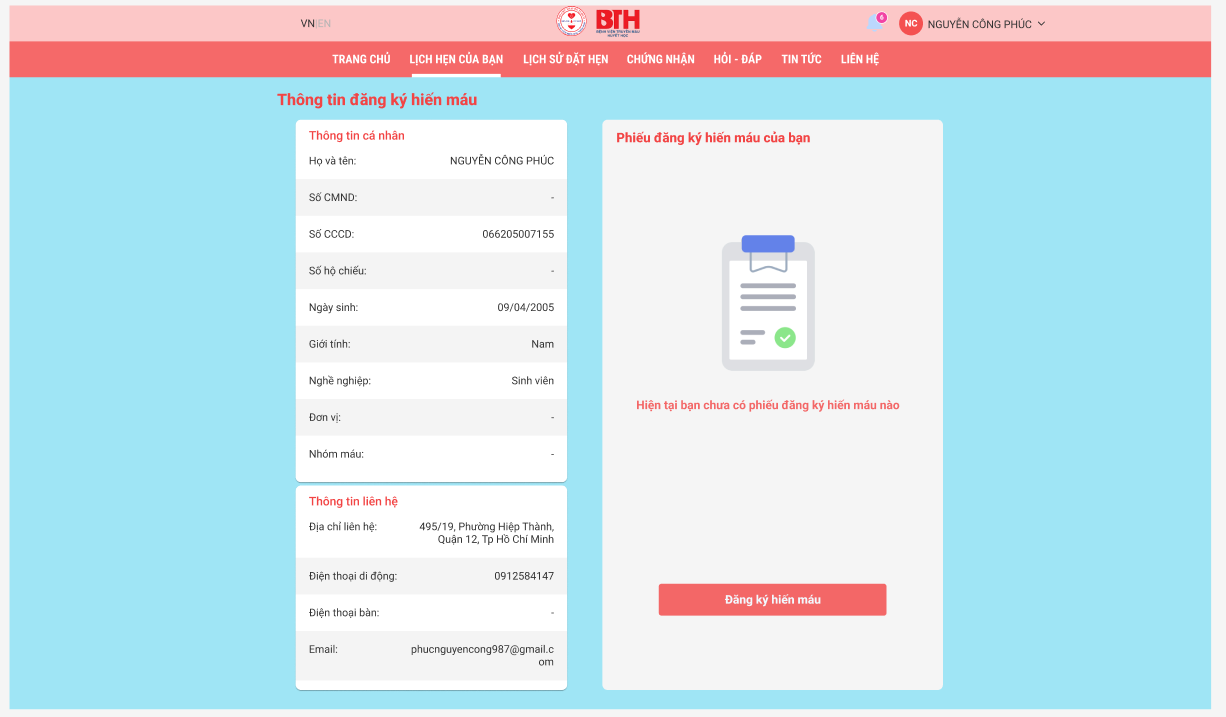 VN|EN
BTH
BỆNH VIỆN TRUYỀN MÁU
HUYẾT HỌC
6
NC
NGUYỄN CÔNG PHÚC
TRANG CHỦ
LỊCH HẸN CỦA BẠN
LỊCH SỬ ĐẶT HẸN
CHỨNG NHẬN
HỎI - ĐÁP
TIN TỨC
LIÊN HỆ
Thông tin đăng ký hiến máu
Thông tin cá nhân
Họ và tên: NGUYỄN CÔNG PHÚC
Số CMND: -
Số CCCD: 066205007155
Số hộ chiếu: -
Ngày sinh: 09/04/2005
Giới tính: Nam
Nghề nghiệp: Sinh viên
Đơn vị: -
Nhóm máu: -
Thông tin liên hệ
Địa chỉ liên hệ: 495/19, Phường Hiệp Thành,
Quận 12, Tp Hồ Chí Minh
Điện thoại di động: 0912584147
Điện thoại bàn: -
Email: phucnguyencong987@gmail.c
om
Phiếu đăng ký hiến máu của bạn
Hiện tại bạn chưa có phiếu đăng ký hiến máu nào
Đăng ký hiến máu